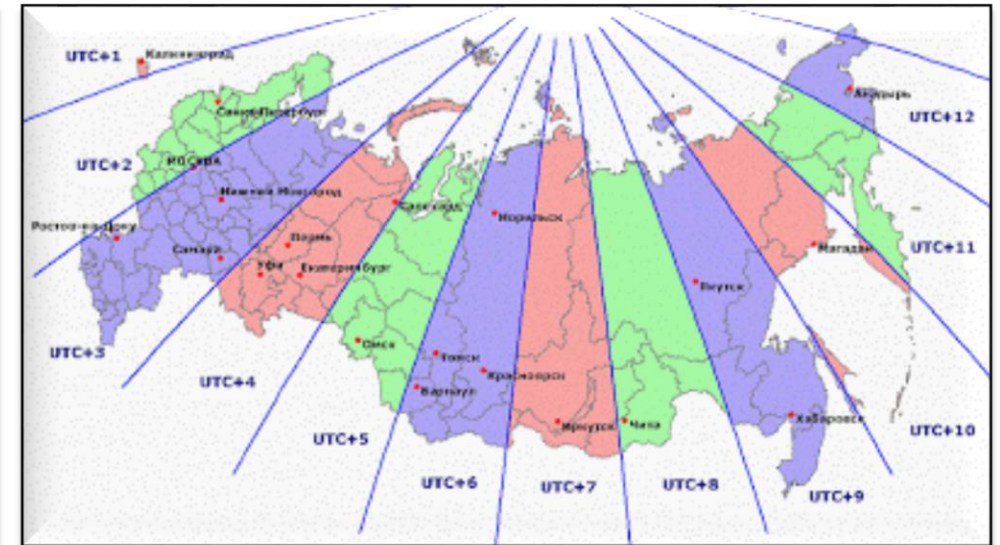 UTC+1
Калининград
Анадырь
Санкт-Петербург
UTC+12
UTC+2
МОСКВА
Нижний Новгород
Салехард
Норильск
Ростов-на-Дону
Пермь
Магадан
UTC+11
Самара
Уфа
Екатеринбург
Якутск
Омск
Томск
UTC+3
Красноярск
UTC+4
Барнаул
Хабаровск
Иркутск
Чита
UTC+10
UTC+5
UTC+6
UTC+7
UTC+8
UTC+9